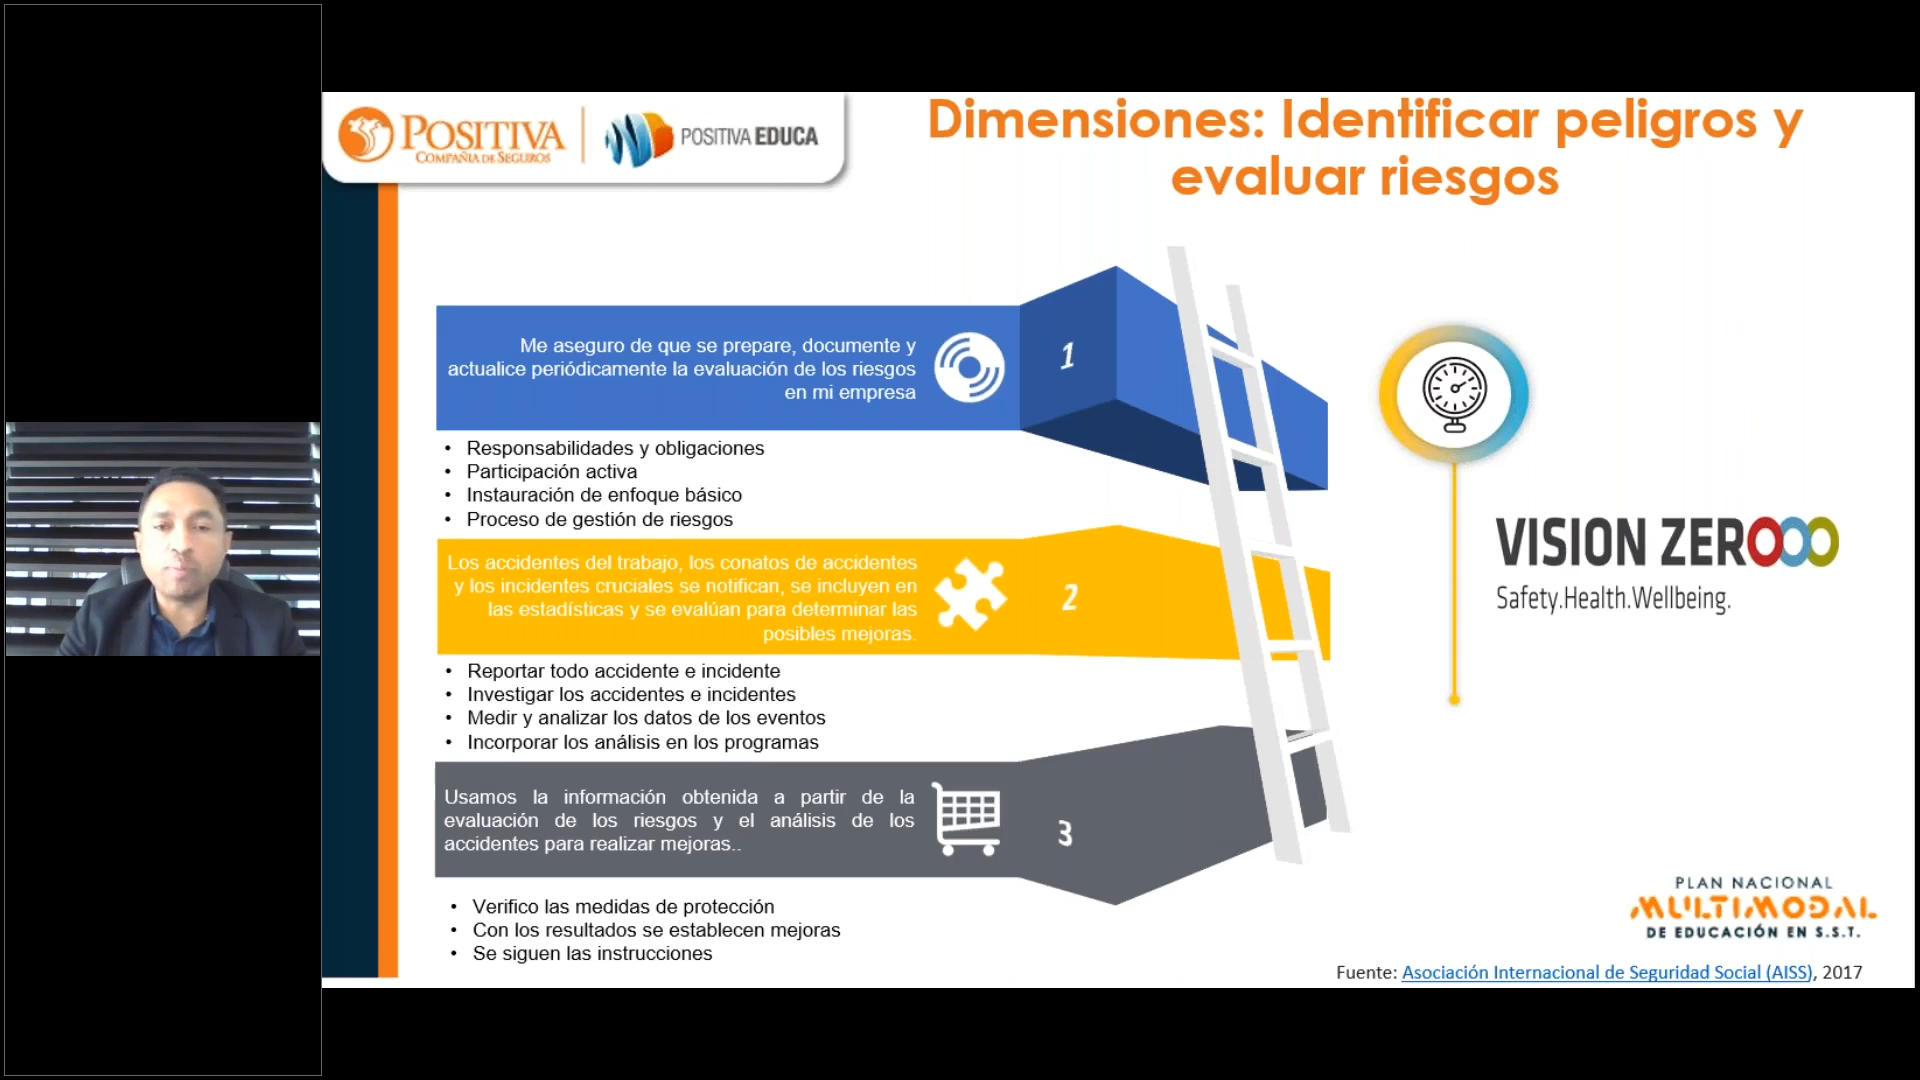 POSITIVA
COMPAÑIA DE SEGUROS
POSITIVA EDUCA
Dimensiones: Identificar peligros y
evaluar riesgos
Me aseguro de que se prepare, documente y
actualice periódicamente la evaluación de los riesgos
en mi empresa
1
• Responsabilidades y obligaciones
• Participación activa
• Instauración de enfoque básico
• Proceso de gestión de riesgos
Los accidentes del trabajo, los conatos de accidentes
y los incidentes cruciales se notifican, se incluyen en
las estadísticas y se evalúan para determinar las
posibles mejoras.
2
• Reportar todo accidente e incidente
• Investigar los accidentes e incidentes
• Medir y analizar los datos de los eventos
• Incorporar los análisis en los programas
Usamos la información obtenida a partir de la
evaluación de los riesgos y el análisis de los
accidentes para realizar mejoras..
3
• Verifico las medidas de protección
• Con los resultados se establecen mejoras
• Se siguen las instrucciones
VISION ZEROOO
Safety.Health.Wellbeing.
PLAN NACIONAL
MULTIMODAL
DE EDUCACIÓN EN S.S.T.
Fuente: Asociación Internacional de Seguridad Social (AISS), 2017